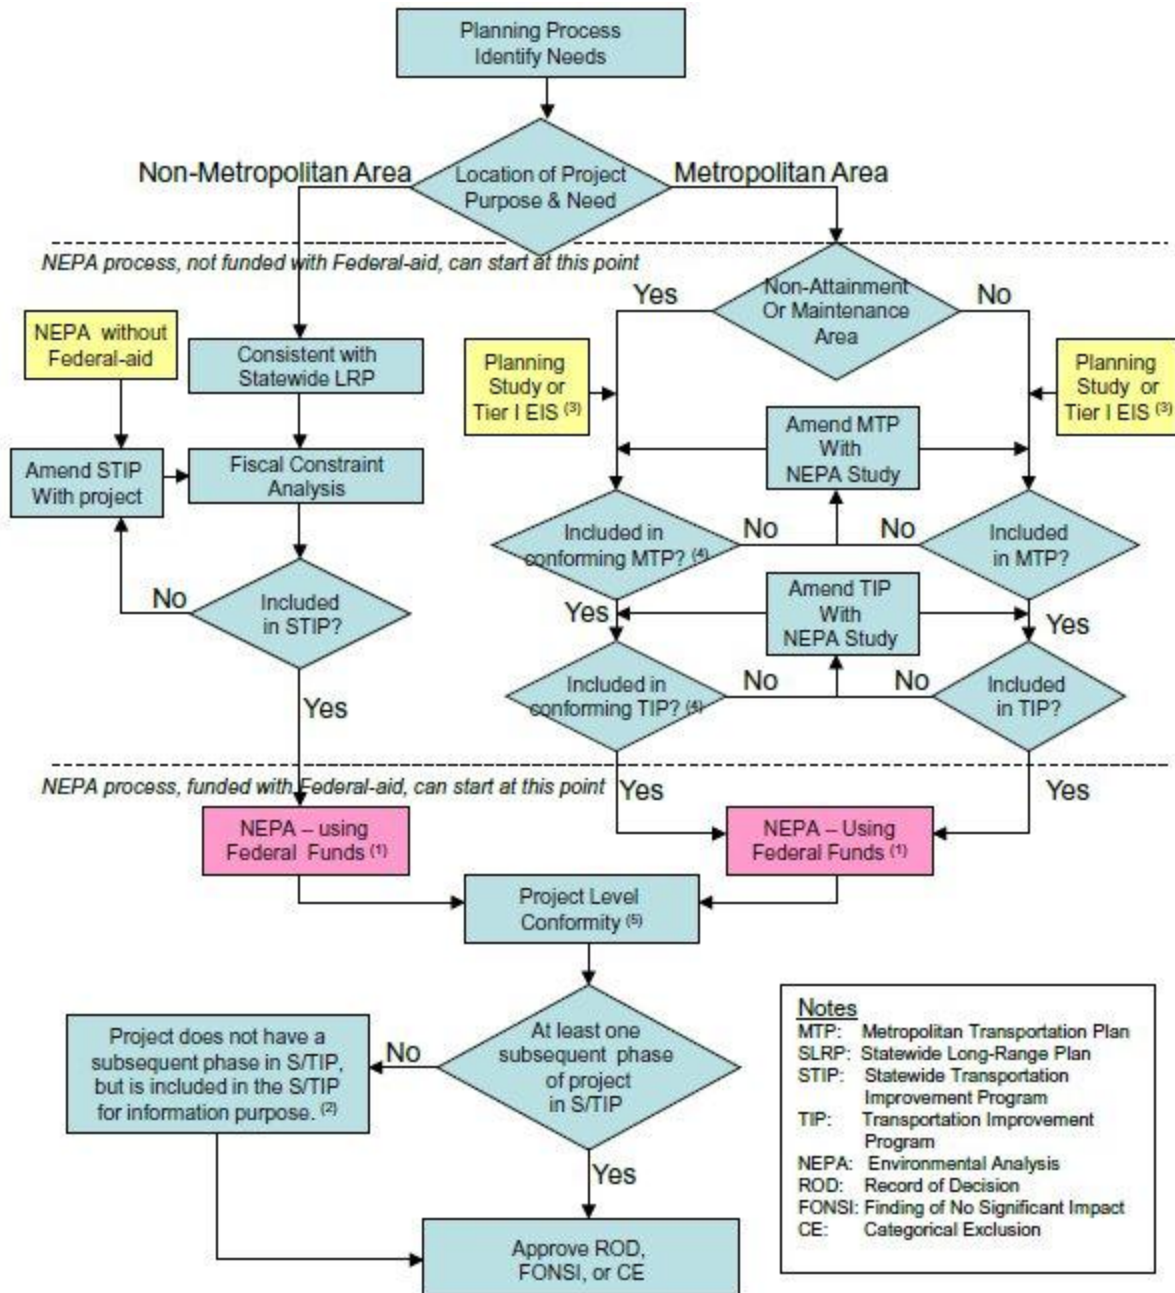 Planning Process
Identify Needs
Location of Project
Purpose & Need
Non-Metropolitan Area
Metropolitan Area
NEPA process, not funded with Federal-aid, can start at this point
NEPA without
Federal-aid
Consistent with
Statewide LRP
Amend STIP
With project
Fiscal Constraint
Analysis
No
Included
in STIP?
Yes
Non-Attainment
Or Maintenance
Area
Yes
No
Planning
Study or
Tier I EIS (3)
Planning
Study or
Tier I EIS (3)
Amend MTP
With
NEPA Study
Included in
conforming MTP? (4)
No
No
Included
in MTP?
Yes
Amend TIP
With
NEPA Study
Yes
Included in
conforming TIP? (4)
No
No
Included
in TIP?
NEPA process, funded with Federal-aid, can start at this point
Yes
Yes
NEPA – using
Federal Funds (1)
NEPA – Using
Federal Funds (1)
Project Level
Conformity (5)
At least one
subsequent phase
of project
in S/TIP
No
Project does not have a
subsequent phase in S/TIP,
but is included in the S/TIP
for information purpose. (2)
Yes
Approve ROD,
FONSI, or CE
Notes
MTP: Metropolitan Transportation Plan
SLRP: Statewide Long-Range Plan
STIP: Statewide Transportation
Improvement Program
TIP: Transportation Improvement
Program
NEPA: Environmental Analysis
ROD: Record of Decision
FONSI: Finding of No Significant Impact
CE: Categorical Exclusion